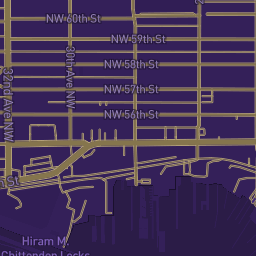 NW 60th St
NW 59th St
NW 58th St
NW 57th St
NW 56th St
32nd Ave NW
30th Ave NW
St
Hiram M.
Chittenden Locks